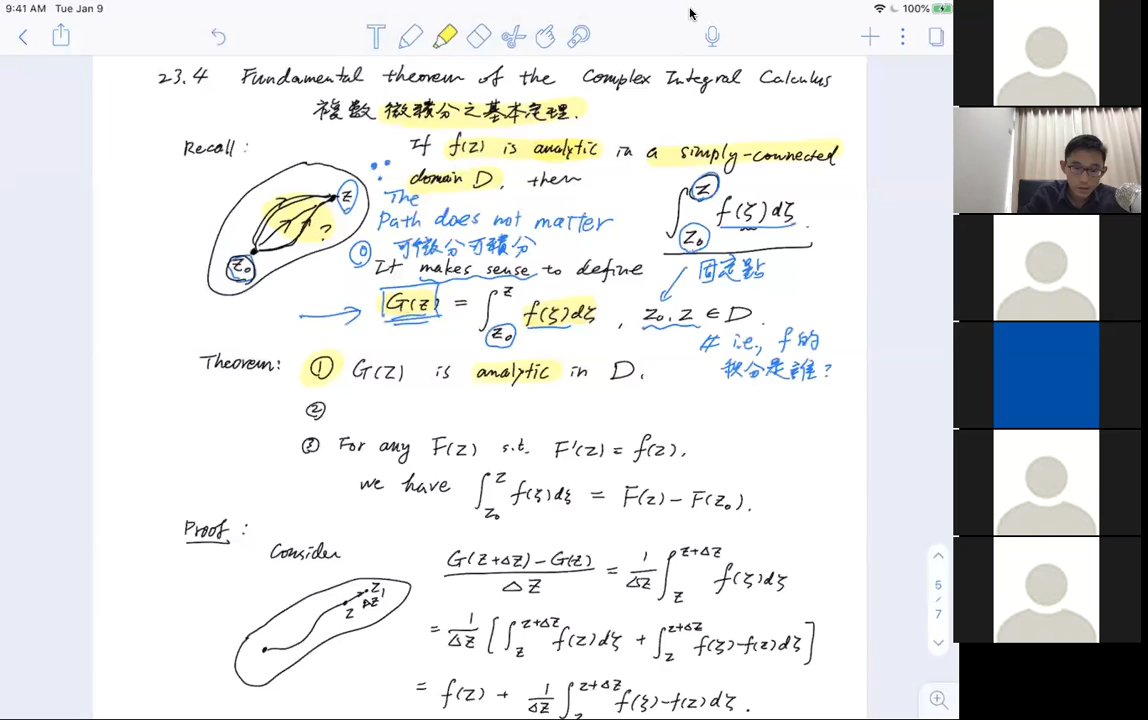 9:41 AM Tue Jan 9
100%
23.4 Fundamental theorem of the Complex Integral Calculus
複數 微積分之基本定理.
Recall:
If f(z) is analytic in a simply-connected
domain D, then
∫_{z₀}^{z} f(ζ)dζ.
z
?
z₀
The
Path does not matter
可微分可積分
It makes sense to define
固定點
G(z) = ∫_{z₀}^{z} f(ζ)dζ, z₀, z ∈ D.
# i.e., f的
积分是誰?
Theorem: ① G(z) is analytic in D.
②
③ For any F(z) s.t. F'(z) = f(z).
we have ∫_{z₀}^{z} f(ζ)dζ = F(z) - F(z₀).
Proof:
Consider
z
Δz
G(z+Δz) - G(z) / Δz = 1/Δz ∫_{z}^{z+Δz} f(ζ)dζ
= 1/Δz [∫_{z}^{z+Δz} f(z)dζ + ∫_{z}^{z+Δz} f(ζ)-f(z)dζ]
= f(z) + 1/Δz ∫_{z}^{z+Δz} f(ζ)-f(z)dζ.
5
/
7